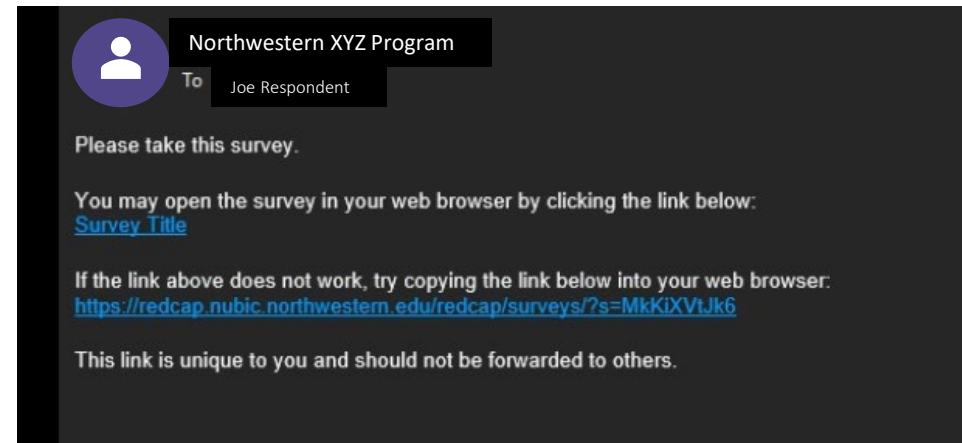 Northwestern XYZ Program
To Joe Respondent
Please take this survey.
You may open the survey in your web browser by clicking the link below:
Survey Title
If the link above does not work, try copying the link below into your web browser:
https://redcap.nubic.northwestern.edu/redcap/surveys/?s=MkKiXVtJk6
This link is unique to you and should not be forwarded to others.